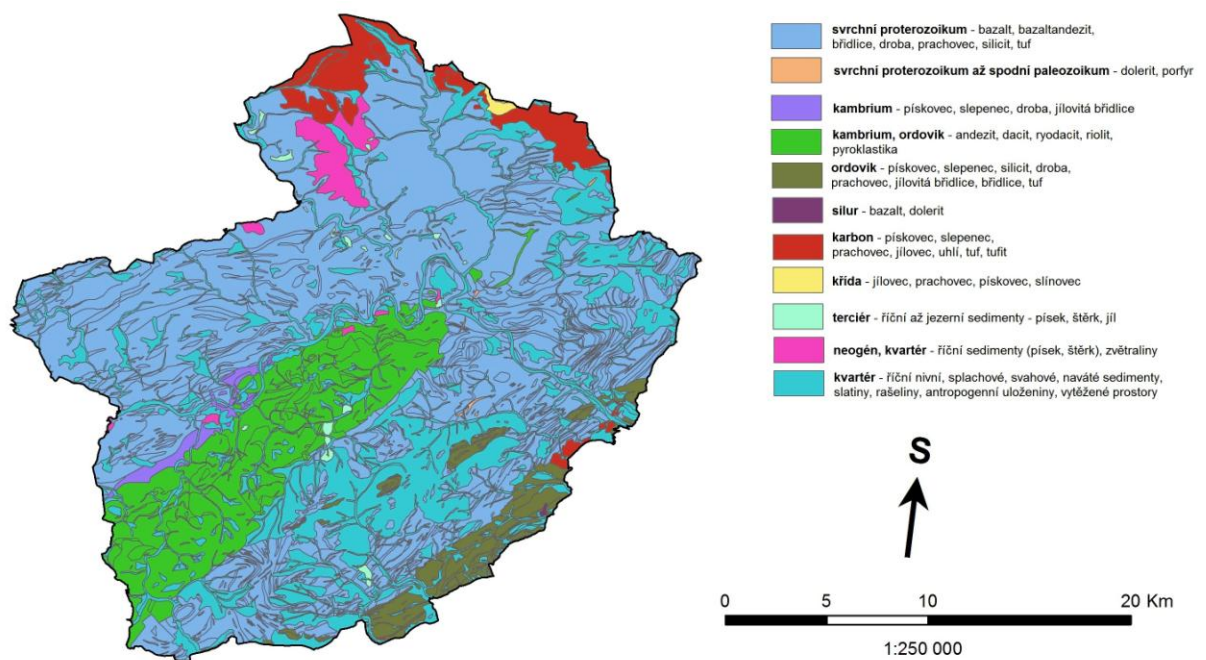 svrchní proterozoikum - bazalt, bazaltandezit,
břidlice, droba, prachovec, silicit, tuf
svrchní proterozoikum až spodní paleozoikum - dolerit, porfyr
kambrium - pískovec, slepenec, droba, jílovitá břidlice
kambrium, ordovik - andezit, dacit, ryodacit, riolit,
pyroklastika
ordovik - pískovec, slepenec, silicit, droba,
prachovec, jílovitá břidlice, břidlice, tuf
silur - bazalt, dolerit
karbon - pískovec, slepenec,
prachovec, jílovec, uhlí, tuf, tufit
křída - jílovec, prachovec, pískovec, slínovec
terciér - říční až jezerní sedimenty - písek, štěrk, jíl
neogén, kvartér - říční sedimenty (písek, štěrk), zvětraliny
kvartér - říční nivní, splachové, svahové, naváté sedimenty,
slatiny, rašeliny, antropogenní uloženiny, vytěžené prostory
S
0 5 10 20 Km
1:250 000